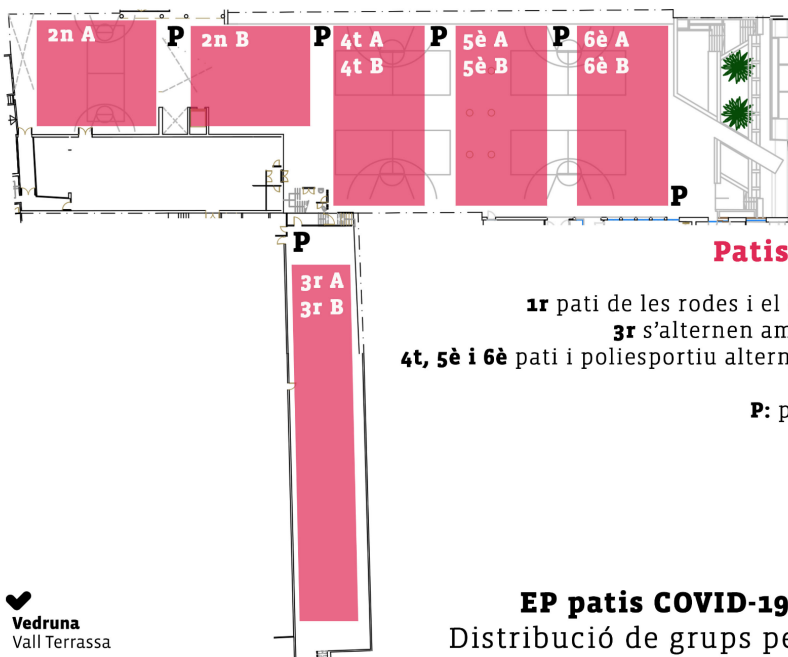 2n A
P
2n B
P
4t A
4t B
P
5è A
5è B
P
6è A
6è B
P
P
3r A
3r B
Patis
1r pati de les rodes i el
3r s'alternen am
4t, 5è i 6è pati i poliesportiu altern
P: p
Vedruna
Vall Terrassa
EP patis COVID-19
Distribució de grups pe